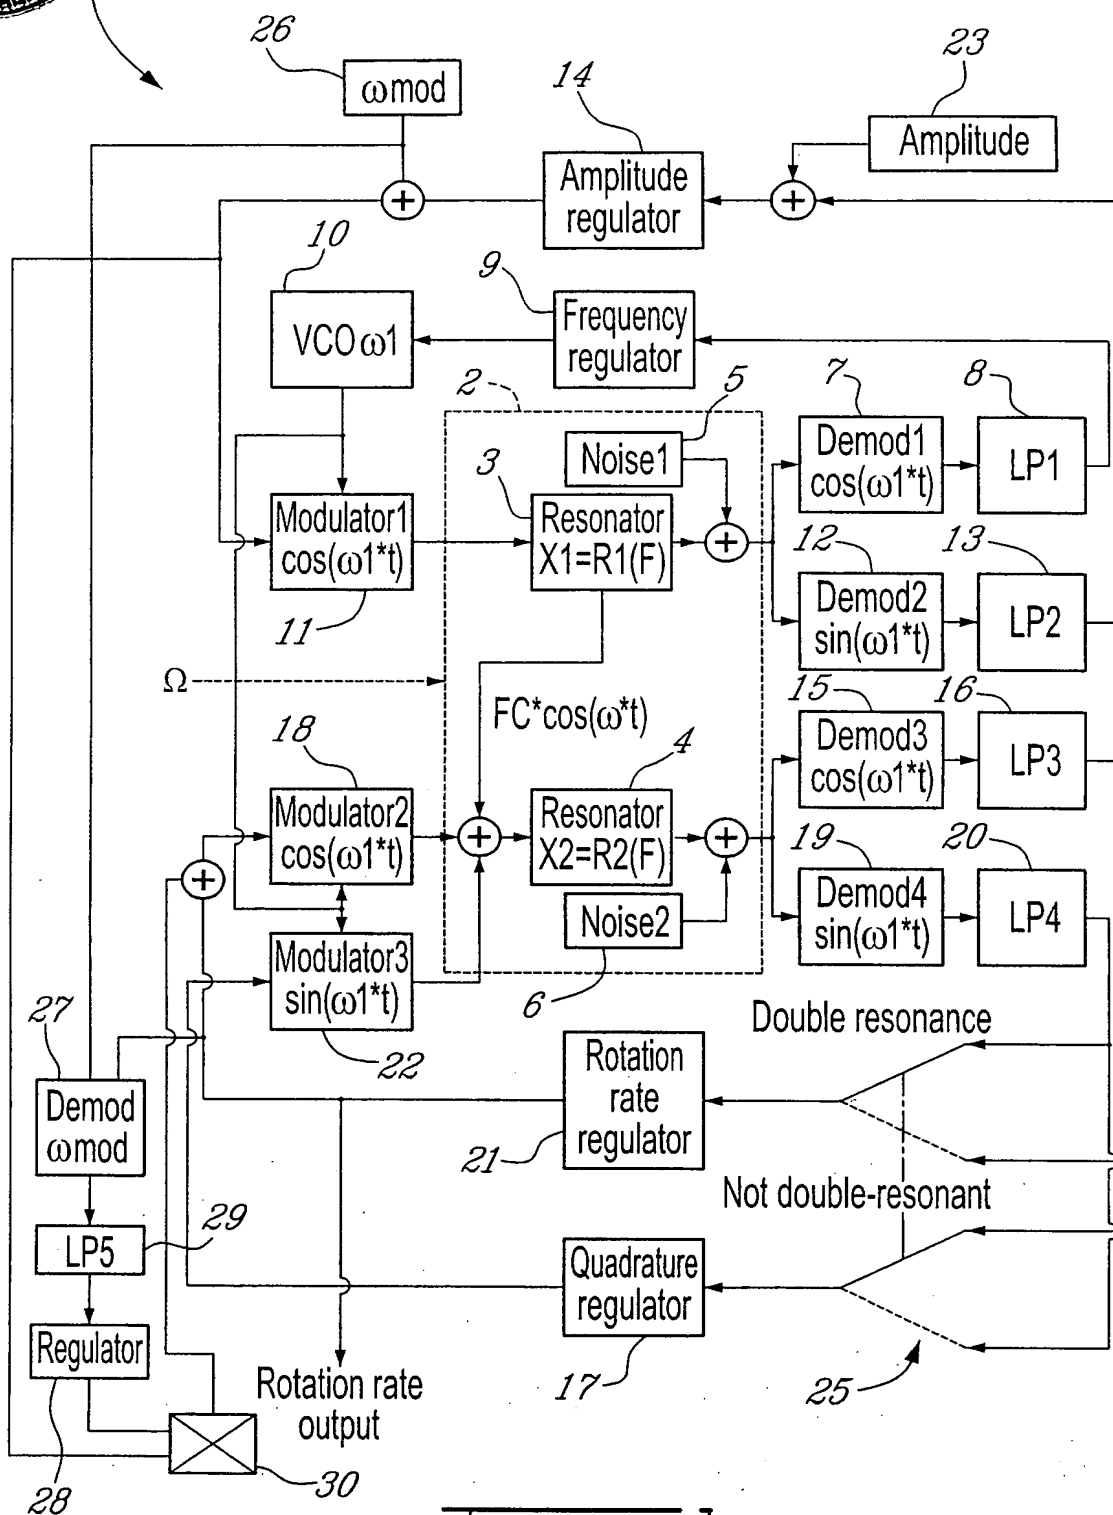 26
ωmod
14
23
Amplitude
Amplitude
regulator
10
VCO ω1
9
Frequency
regulator
2
5
Noise1
7
Demod1
cos(ω1*t)
8
LP1
3
Resonator
X1=R1(F)
Modulator1
cos(ω1*t)
11
12
Demod2
sin(ω1*t)
13
LP2
Ω
FC*cos(ω*t)
15
Demod3
cos(ω1*t)
16
LP3
18
Modulator2
cos(ω1*t)
4
Resonator
X2=R2(F)
Noise2
6
19
Demod4
sin(ω1*t)
20
LP4
Modulator3
sin(ω1*t)
22
27
Demod
ωmod
Double resonance
Rotation
rate
regulator
21
Not double-resonant
29
LP5
Quadrature
regulator
17
25
Regulator
28
Rotation rate
output
30